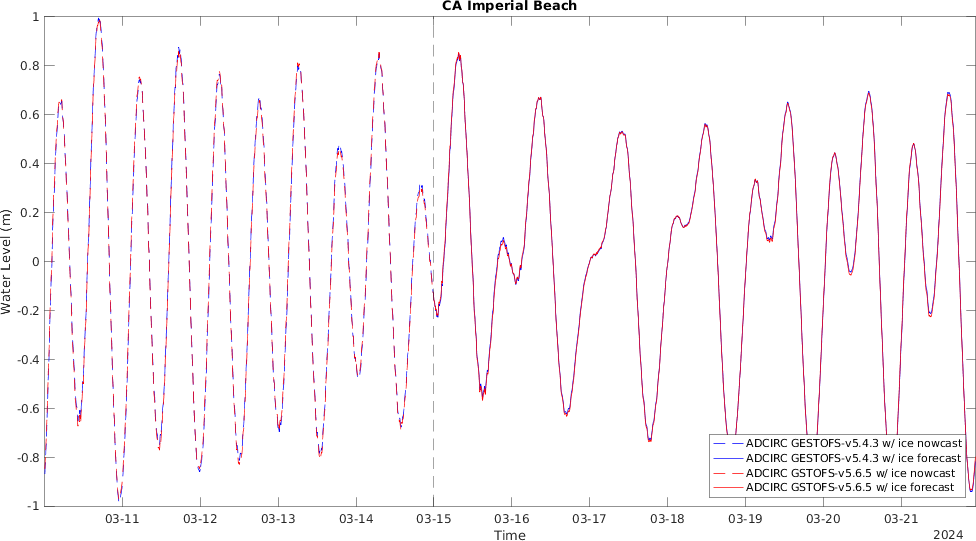 CA Imperial Beach
Water Level (m)
1
0.8
0.6
0.4
0.2
0
-0.2
-0.4
-0.6
-0.8
-1
ADCIRC GESTOFS-v5.4.3 w/ ice nowcast
ADCIRC GESTOFS-v5.4.3 w/ ice forecast
ADCIRC GSTOFS-v5.6.5 w/ ice nowcast
ADCIRC GSTOFS-v5.6.5 w/ ice forecast
03-11 03-12 03-13 03-14 03-15 03-16 03-17 03-18 03-19 03-20 03-21
Time
2024